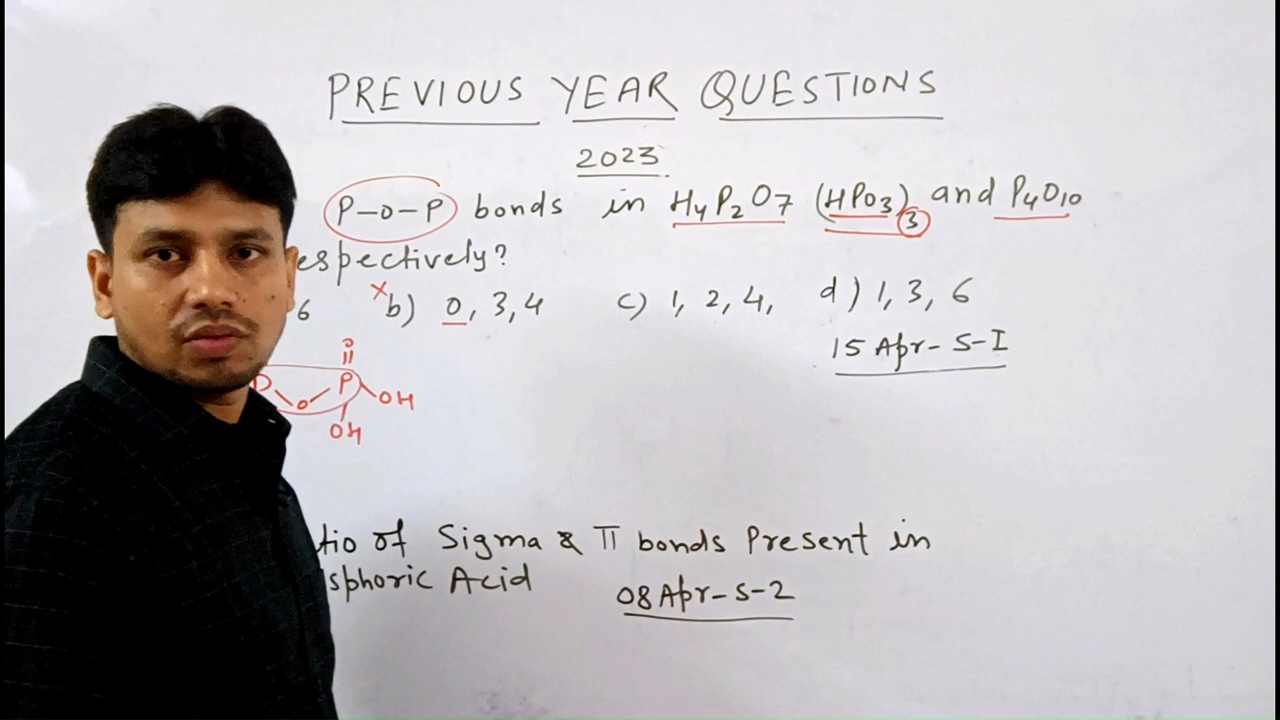 PREVIOUS YEAR QUESTIONS
2023
P-O-P bonds in H4P2O7 (HPO3)3 and P4O10
espectively?
6 x b) 0, 3, 4 c) 1, 2, 4, d) 1, 3, 6
15 Apr- S-I
O
P O P OH
OH
tio of Sigma & π bonds Present in
sphoric Acid 08 Apr- S-2